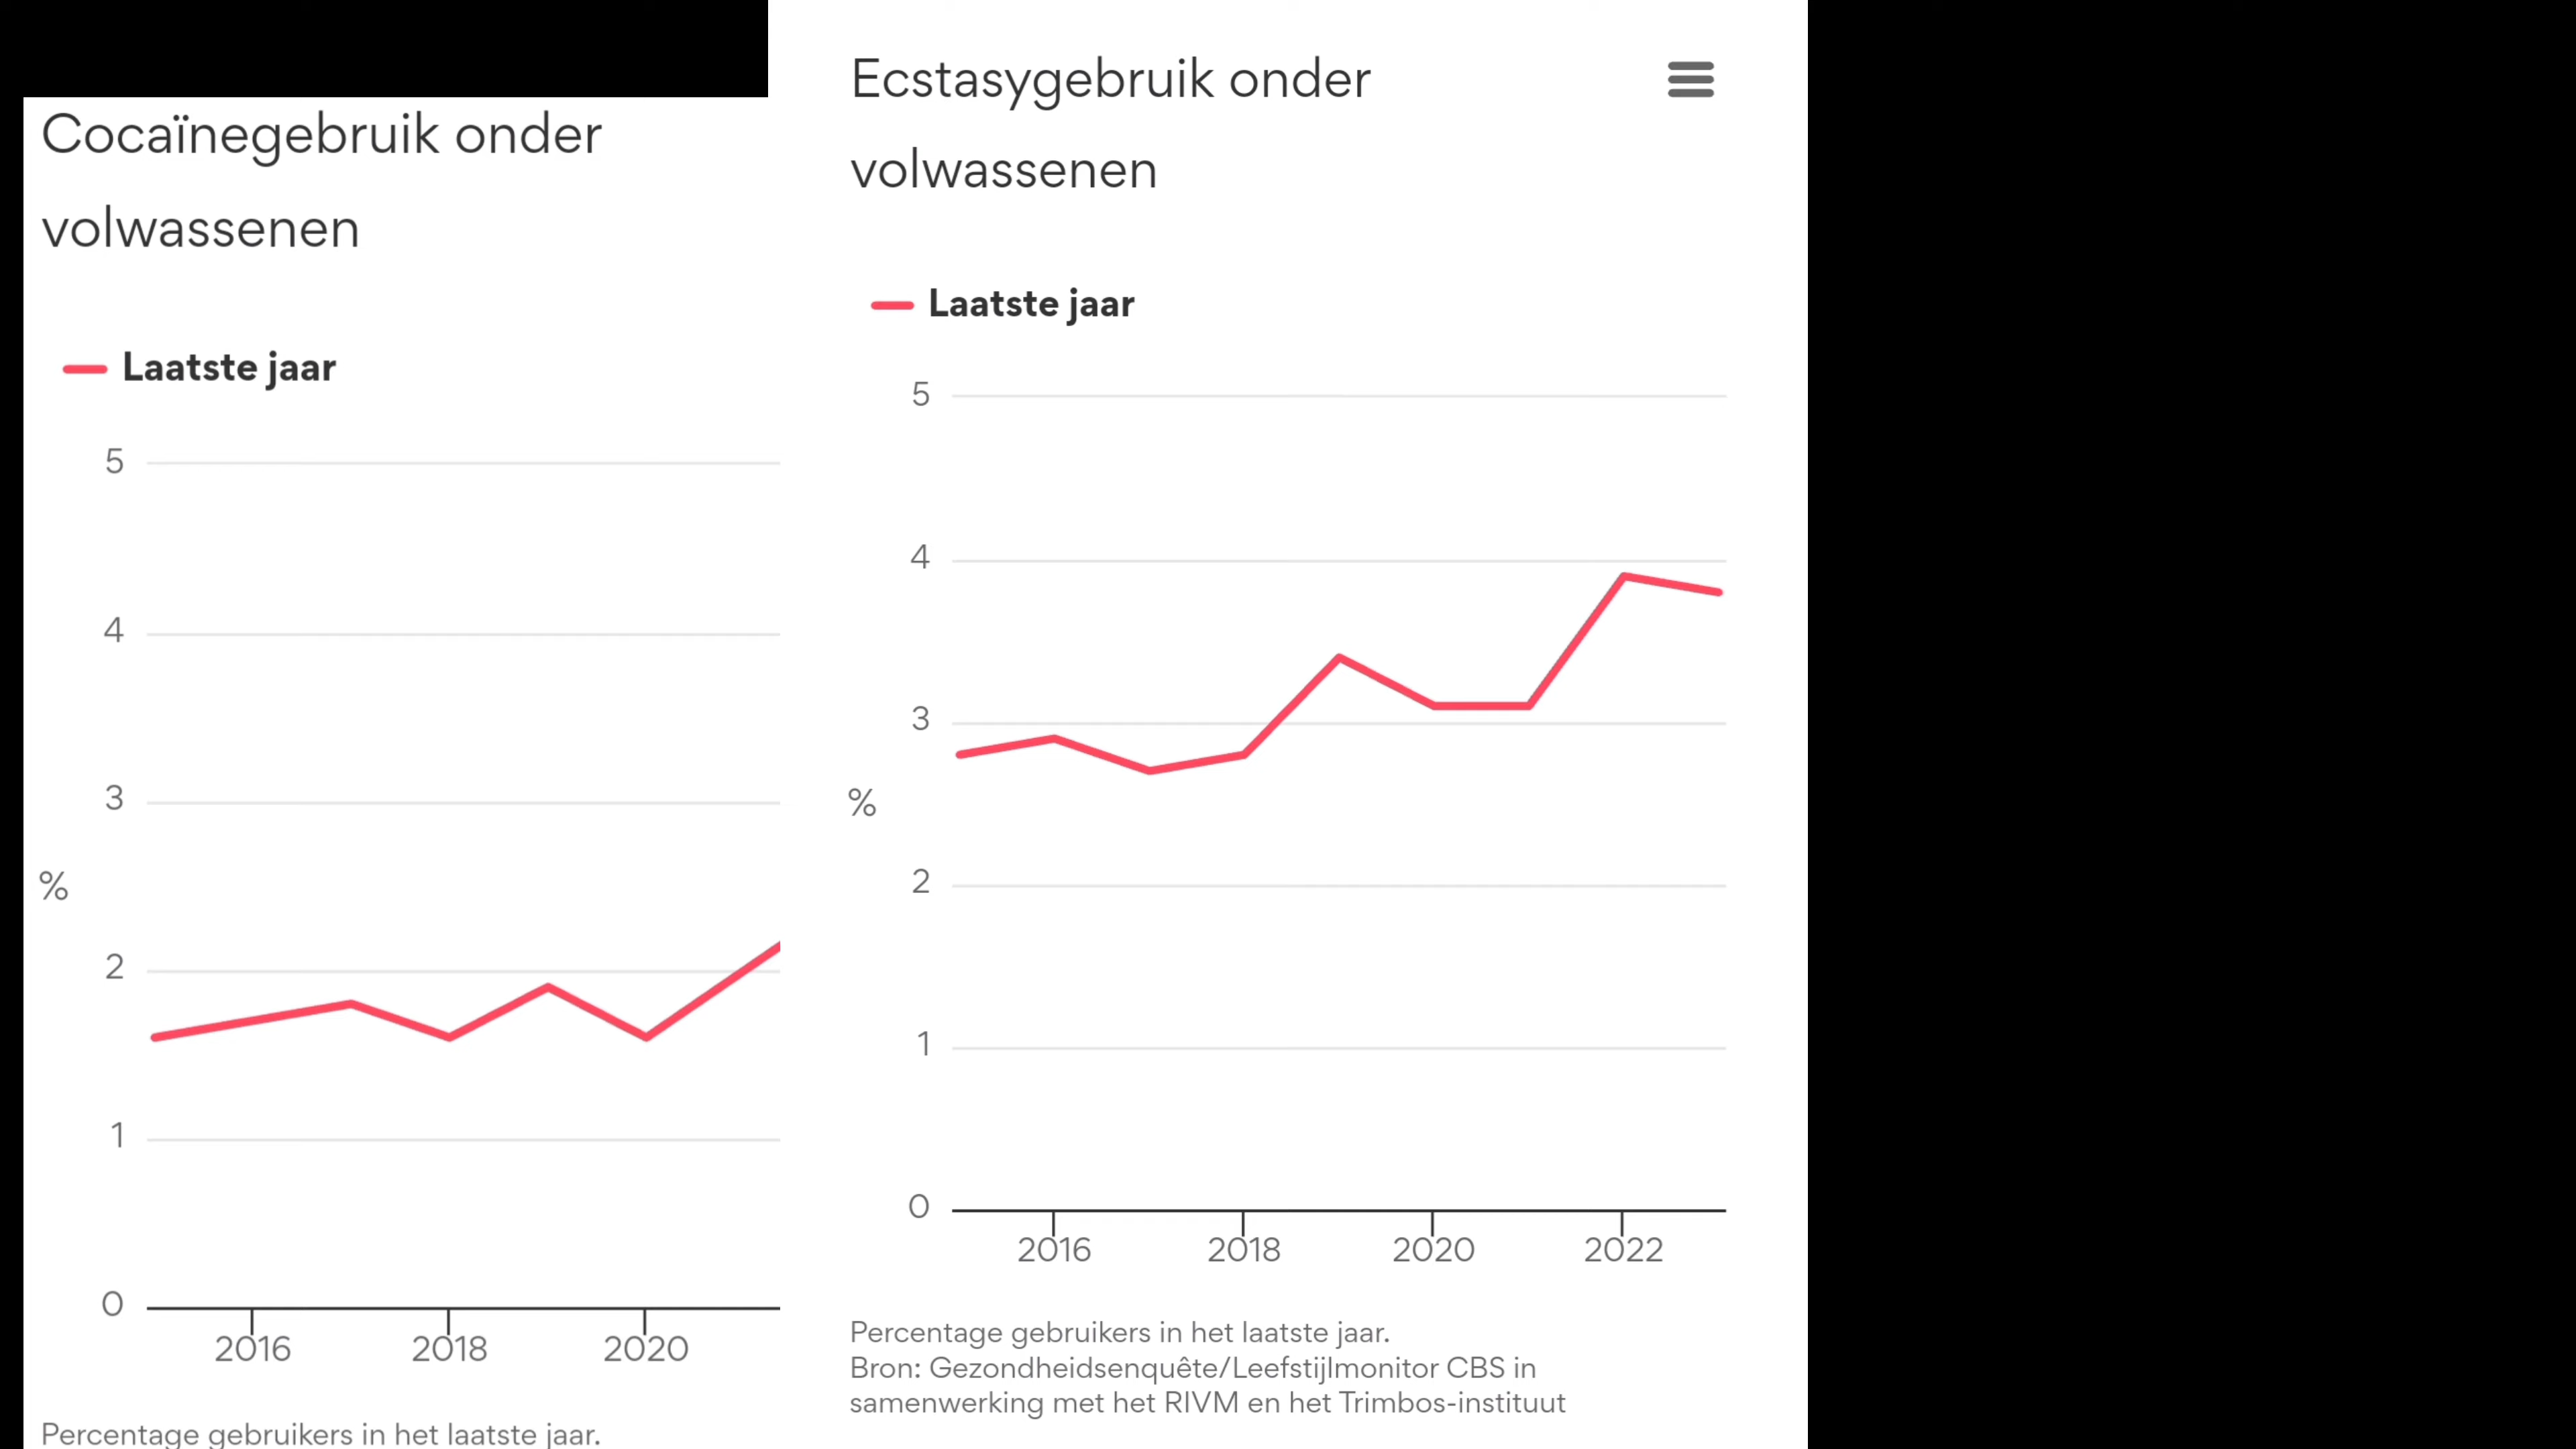 Cocaïnegebruik onder
volwassenen
Laatste jaar
5
4
3
%
2
1
0
2016 2018 2020
Percentage gebruikers in het laatste jaar.
Ecstasygebruik onder
volwassenen
Laatste jaar
5
4
3
%
2
1
0
2016 2018 2020 2022
Percentage gebruikers in het laatste jaar.
Bron: Gezondheidsenquête/Leefstijlmonitor CBS in
samenwerking met het RIVM en het Trimbos-instituut